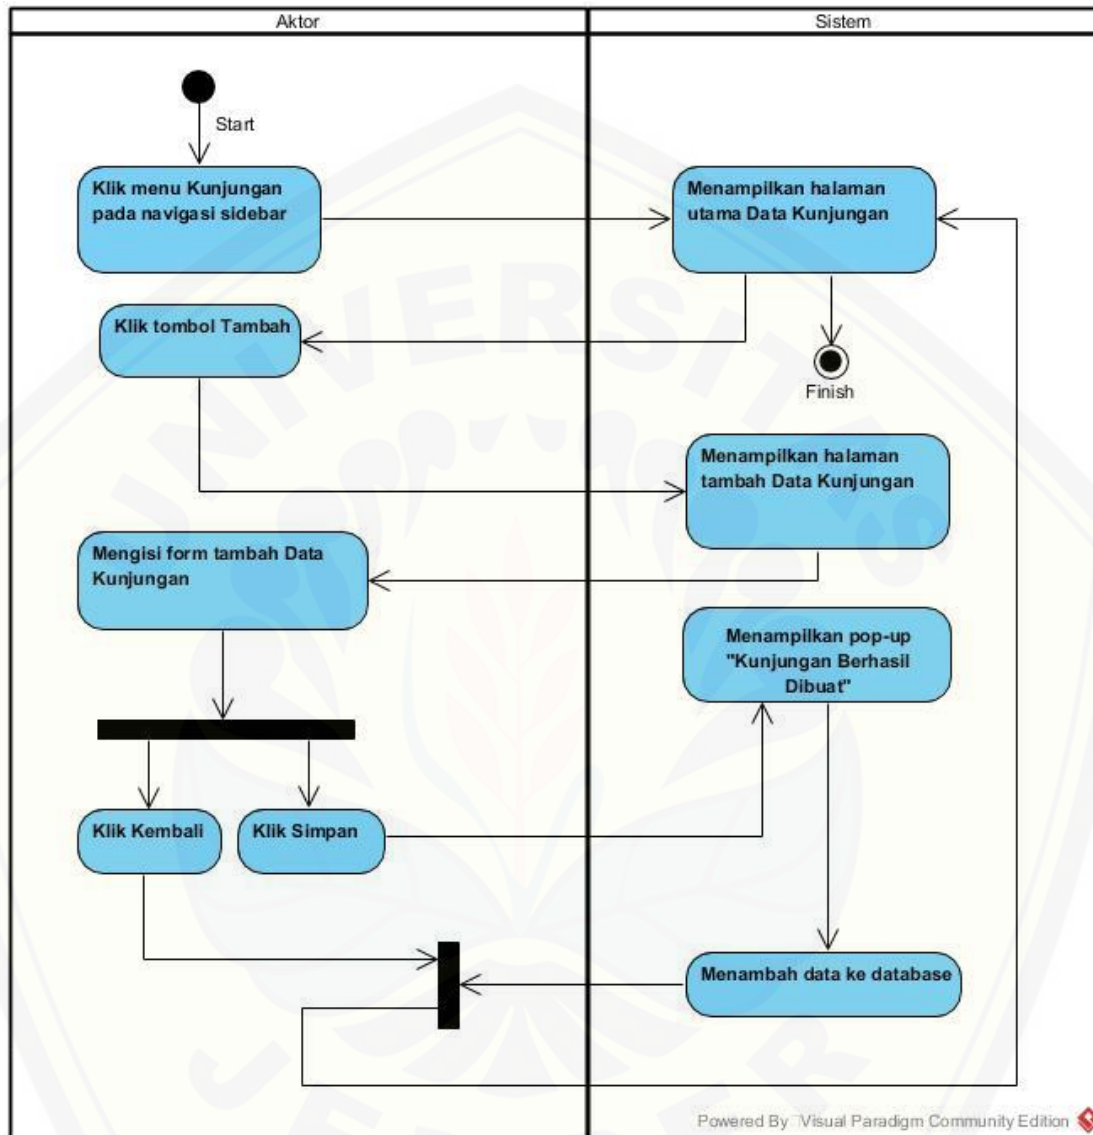 Aktor
Sistem
Start
Klik menu Kunjungan
pada navigasi sidebar
Menampilkan halaman
utama Data Kunjungan
Klik tombol Tambah
Finish
Menampilkan halaman
tambah Data Kunjungan
Mengisi form tambah Data
Kunjungan
Menampilkan pop-up
"Kunjungan Berhasil
Dibuat"
Klik Kembali
Klik Simpan
Menambah data ke database
Powered By Visual Paradigm Community Edition
UNIVERSITAS
JEMBER